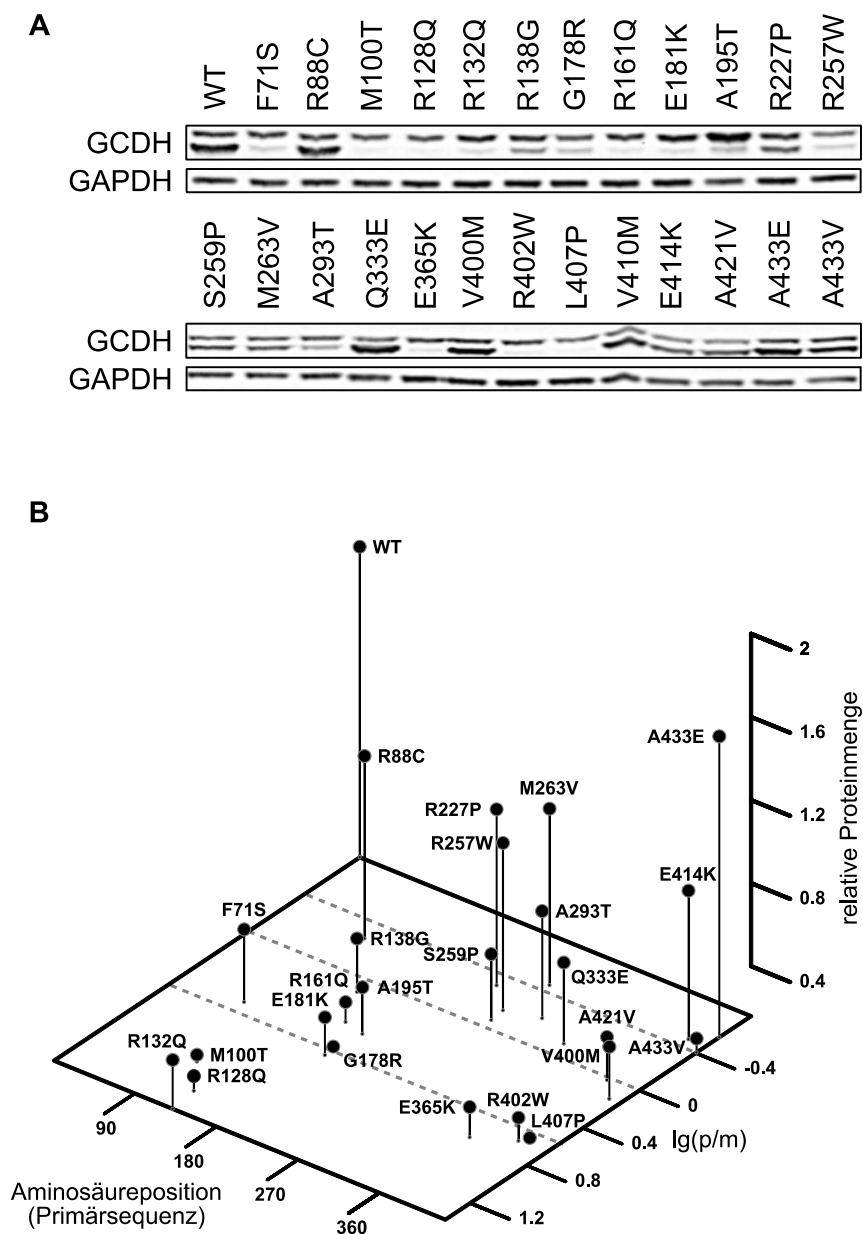 A
WT F71S R88C M100T R128Q R132Q R138G G178R R161Q E181K A195T R227P R257W
GCDH
GAPDH
S259P M263V A293T Q333E E365K V400M R402W L407P V410M E414K A421V A433E A433V
GCDH
GAPDH
B
WT
2
A433E
1.6
R88C
M263V
R227P
1.2
R257W
relative Proteinmenge
E414K
0.8
F71S
A293T
R138G
S259P
Q333E
0.4
R161Q
A195T
E181K
A421V
R132Q
M100T
G178R
V400M
A433V
-0.4
R128Q
0
E365K
R402W
90
L407P
0.4
lg(p/m)
180
0.8
Aminosäureposition
270
(Primärsequenz)
360
1.2